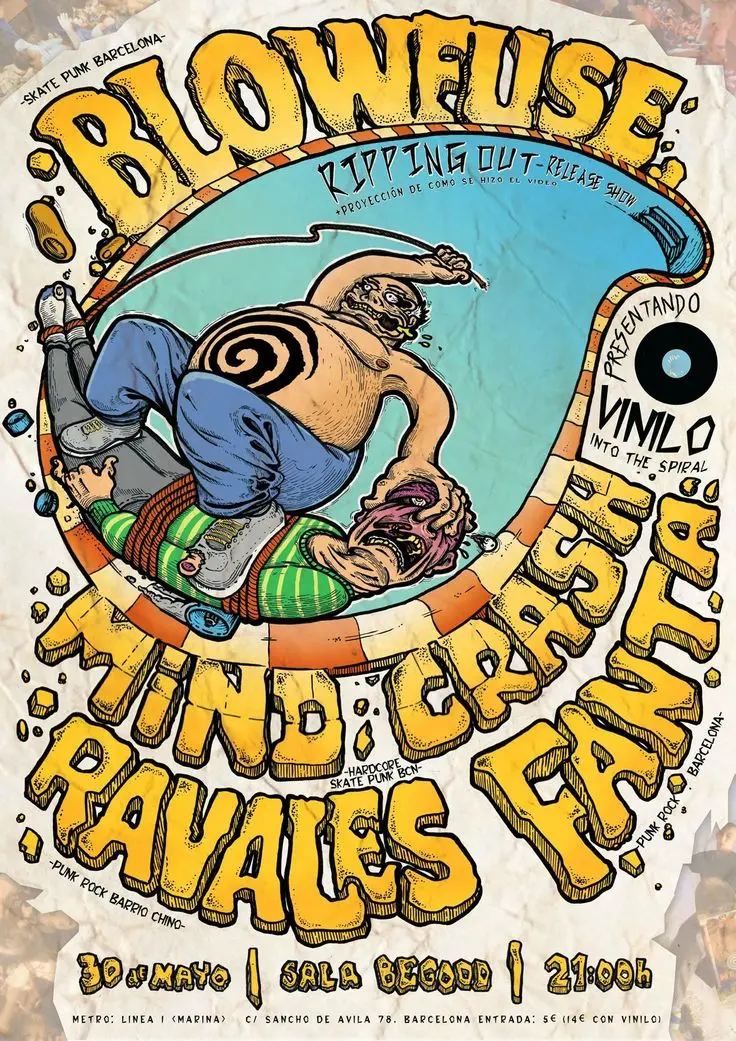 -SKATE PUNK BARCELONA-
BLOWFUSE
RIPPING OUT-RELEASE SHOW
+PROYECCIÓN DE COMO SE HIZO EL VIDEO
PRESENTANDO
VINILO
INTO THE SPIRAL
MiND CRASH
-HARDCORE
SKATE PUNK BCN-
FANTA
-PUNK ROCK BARCELONA-
RAVALES
-PUNK ROCK BARRIO CHINO-
30 de MAYO | SALA BEGOOD | 21:00h
METRO: LINEA 1 <MARINA> C/ SANCHO DE AVILA 78. BARCELONA ENTRADA: 5€ (14€ CON VINILO)